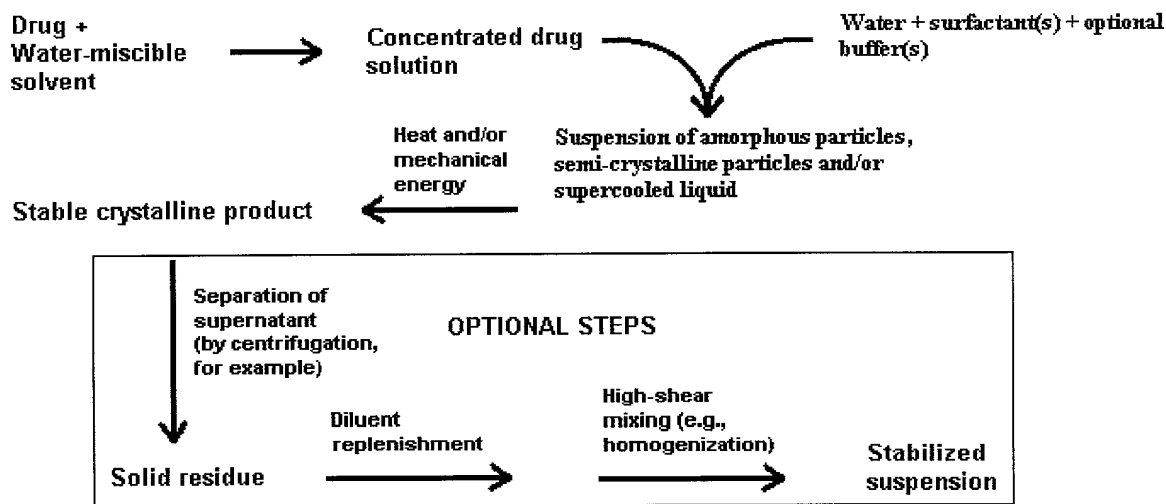 Drug +
Water-miscible
solvent
Concentrated drug
solution
Water + surfactant(s) + optional
buffer(s)
Heat and/or
mechanical
energy
Suspension of amorphous particles,
semi-crystalline particles and/or
supercooled liquid
Stable crystalline product
Separation of
supernatant
(by centrifugation,
for example)
OPTIONAL STEPS
Diluent
replenishment
High-shear
mixing (e.g.,
homogenization)
Solid residue
Stabilized
suspension